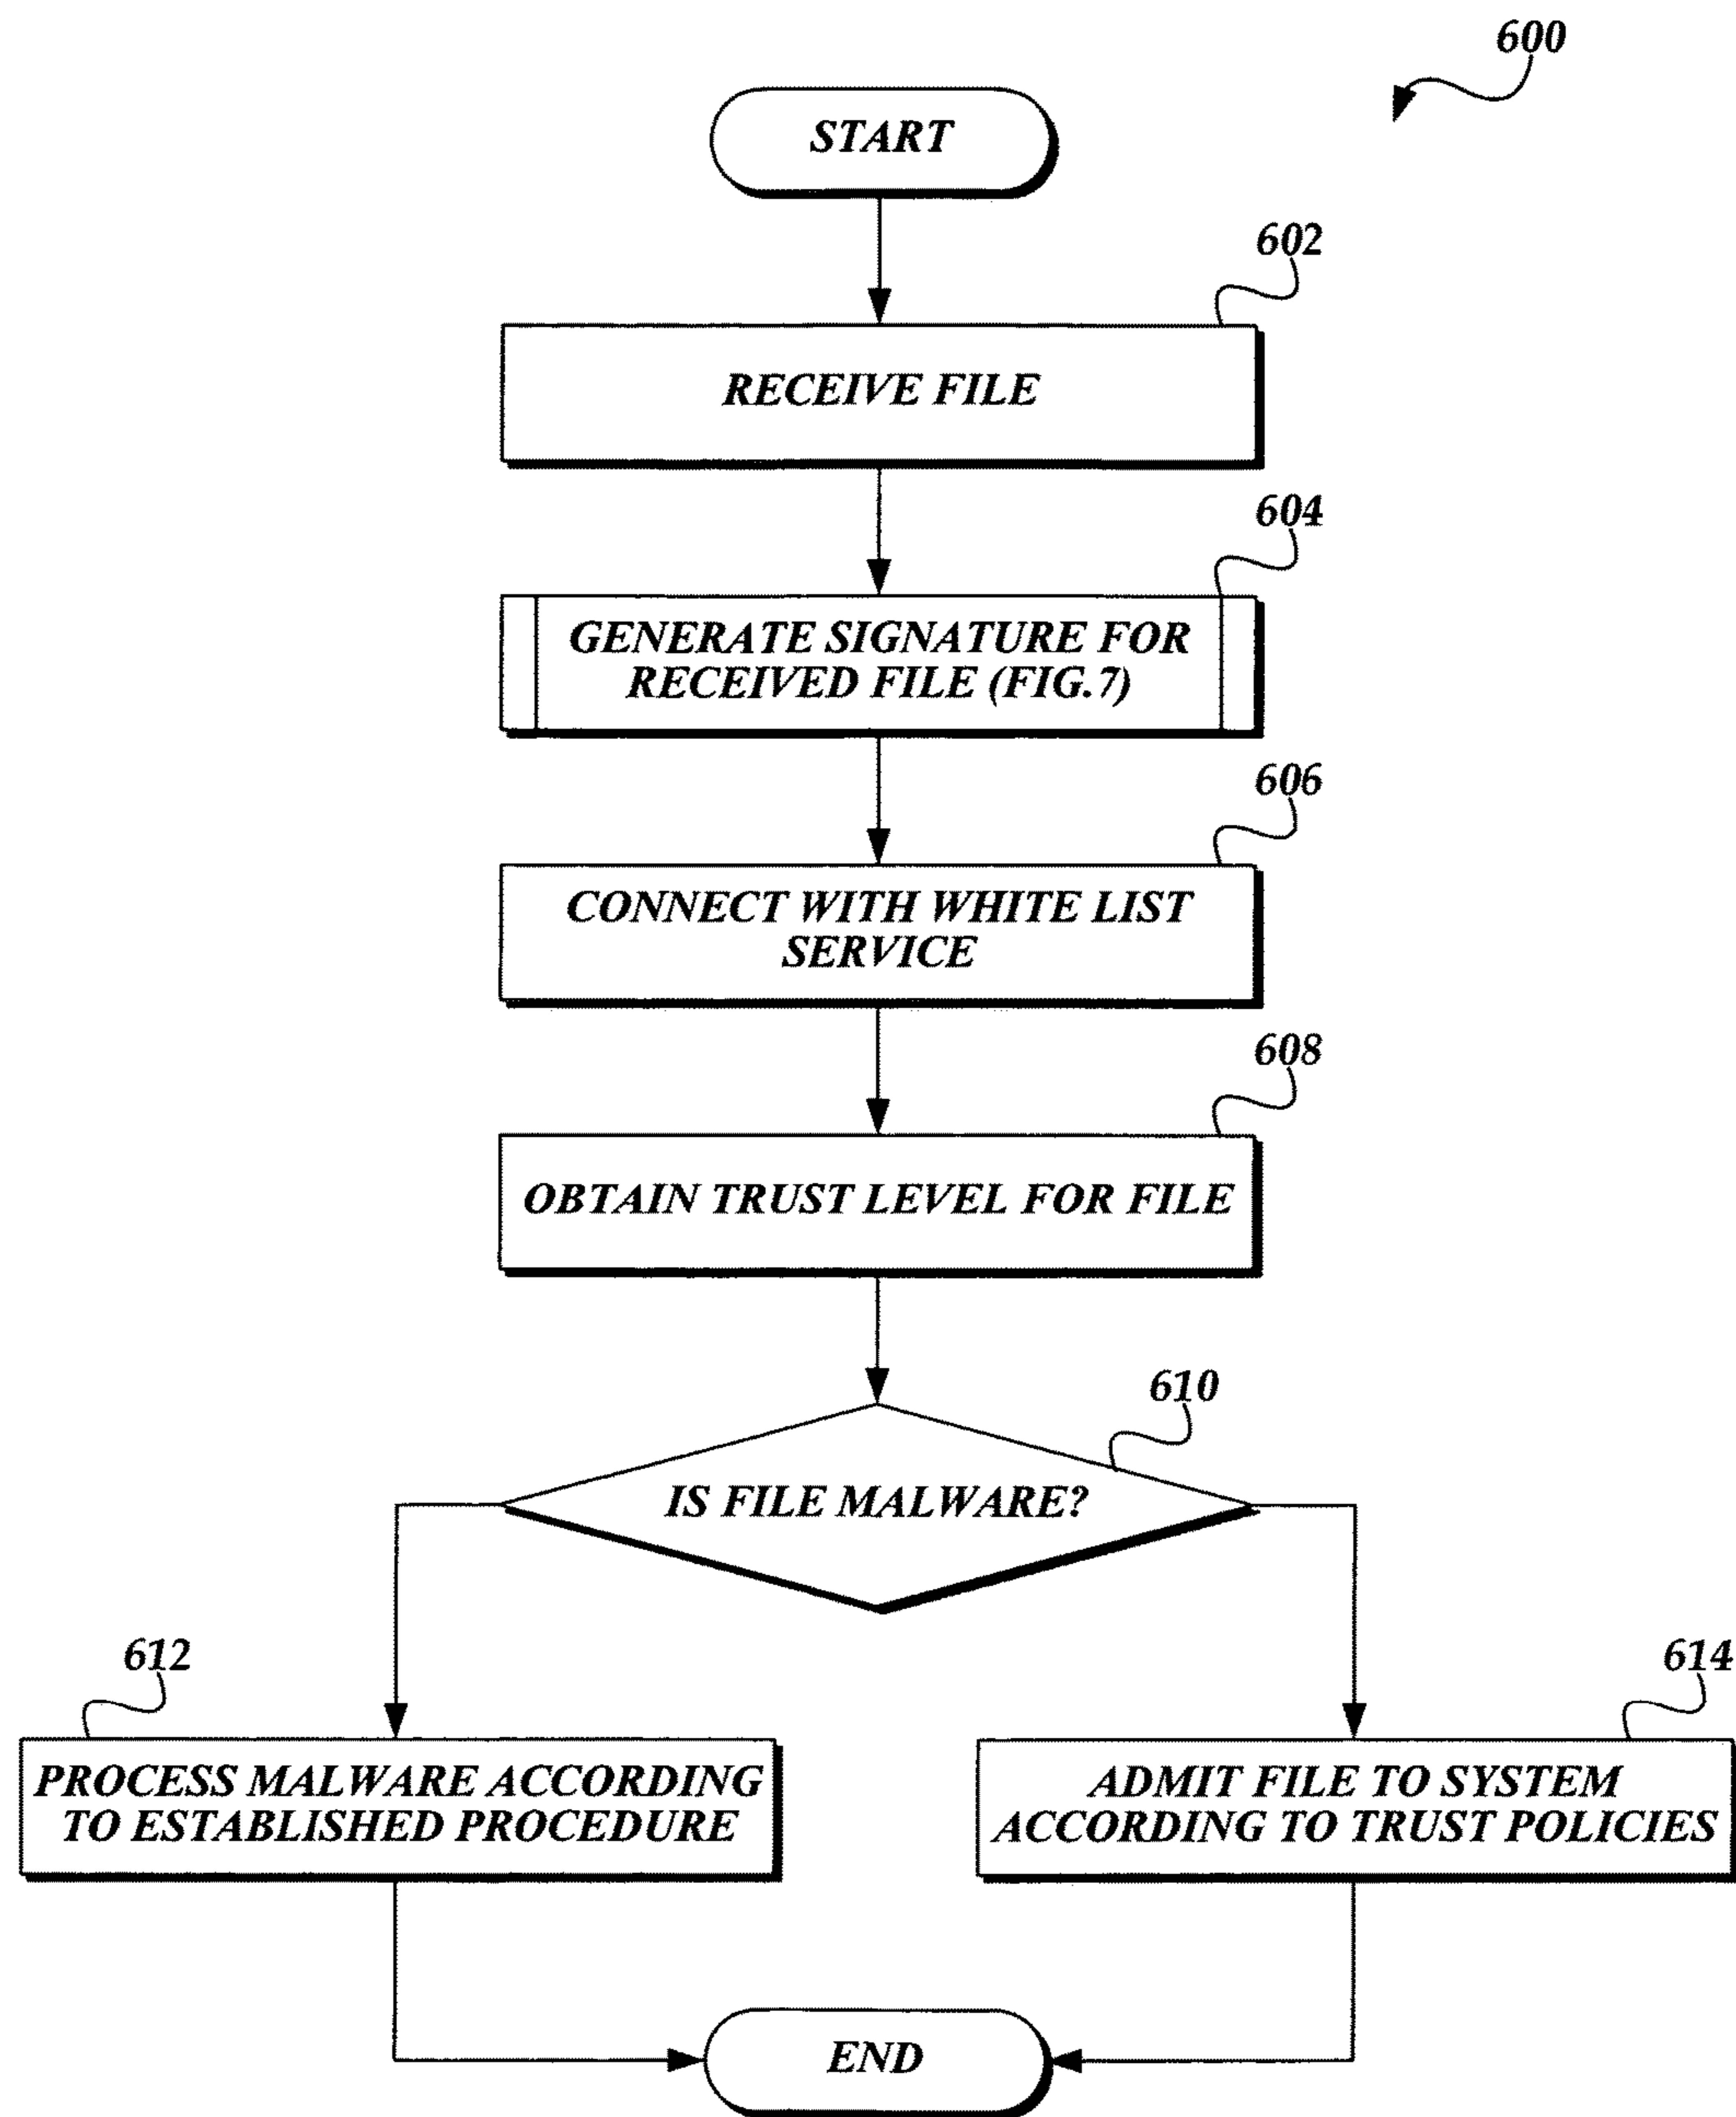 600
START
602
RECEIVE FILE
604
GENERATE SIGNATURE FOR
RECEIVED FILE (FIG.7)
606
CONNECT WITH WHITE LIST
SERVICE
608
OBTAIN TRUST LEVEL FOR FILE
610
IS FILE MALWARE?
612
PROCESS MALWARE ACCORDING
TO ESTABLISHED PROCEDURE
614
ADMIT FILE TO SYSTEM
ACCORDING TO TRUST POLICIES
END